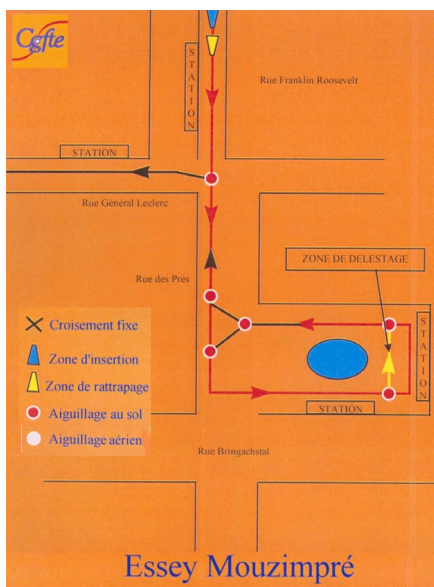 Cgfte
STATION
Rue Franklin Roosevelt
STATION
Rue Général Leclerc
ZONE DE DELESTAGE
Rue des Prés
Croisement fixe
Zone d'insertion
Zone de rattrapage
Aiguillage au sol
Aiguillage aérien
STATION
STATION
Rue Bringachstal
Essey Mouzimpré